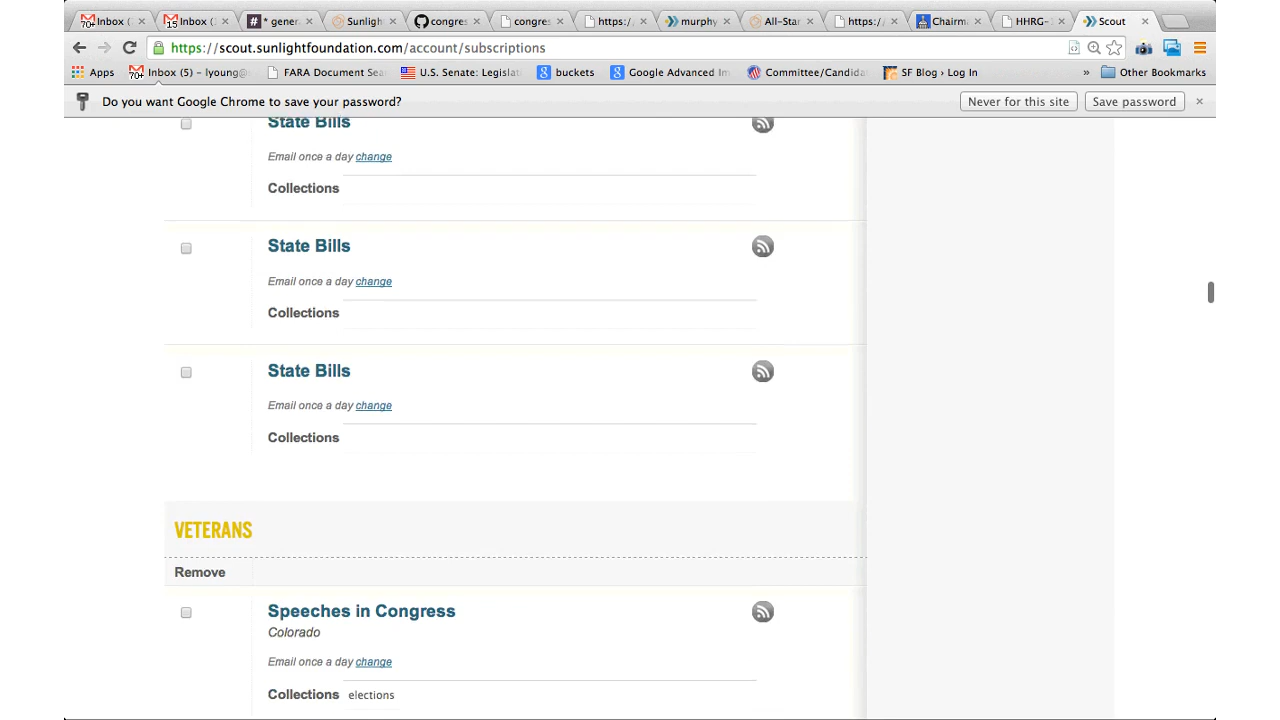 Inbox (
Inbox (
* gener
Sunligh
congres
congres
https:/
murphy
All-Star
https:/
Chairm
HHRG-
Scout
https://scout.sunlightfoundation.com/account/subscriptions
Apps
Inbox (5) – lyoung@
FARA Document Sea
U.S. Senate: Legislat
buckets
Google Advanced Im
Committee/Candida
SF Blog › Log In
»
Other Bookmarks
Do you want Google Chrome to save your password?
Never for this site
Save password
State Bills
Email once a day change
Collections
State Bills
Email once a day change
Collections
State Bills
Email once a day change
Collections
VETERANS
Remove
Speeches in Congress
Colorado
Email once a day change
Collections elections